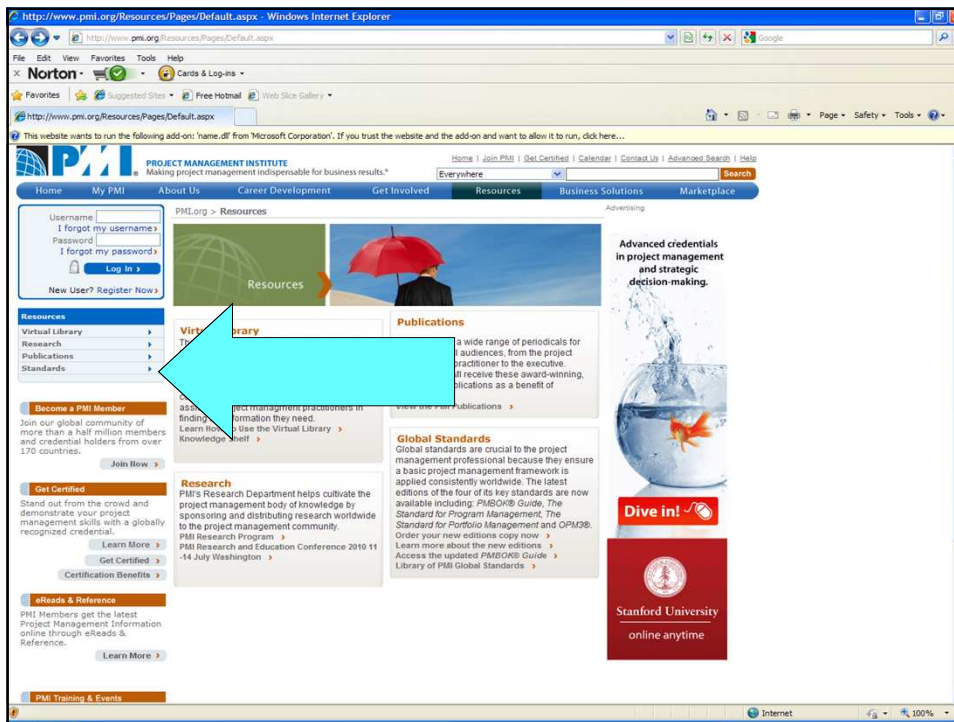 http://www.pmi.org/Resources/Pages/Default.aspx - Windows Internet Explorer
http://www.pmi.org/Resources/Pages/Default.aspx
Google
File Edit View Favorites Tools Help
Norton Cards & Log-ins
Favorites Suggested Sites Free Hotmail Web Slice Gallery
http://www.pmi.org/Resources/Pages/Default.aspx
Page Safety Tools
This website wants to run the following add-on: 'name.dll' from 'Microsoft Corporation'. If you trust the website and the add-on and want to allow it to run, click here...
PMI
PROJECT MANAGEMENT INSTITUTE
Making project management indispensable for business results.®
Home | Join PMI | Get Certified | Calendar | Contact Us | Advanced Search | Help
Everywhere Search
Home My PMI About Us Career Development Get Involved Resources Business Solutions Marketplace
Username
I forgot my username
Password
I forgot my password
Log In
New User? Register Now
Resources
Virtual Library
Research
Publications
Standards
Become a PMI Member
Join our global community of
more than a half million members
and credential holders from over
170 countries.
Join Now
Get Certified
Stand out from the crowd and
demonstrate your project
management skills with a globally
recognized credential.
Learn More
Get Certified
Certification Benefits
eReads & Reference
PMI Members get the latest
Project Management Information
online through eReads &
Reference.
Learn More
PMI Training & Events
PMI.org > Resources
Resources
finding
they need.
Learn
Use the Virtual Library
Knowledge
Research
PMI's Research Department helps cultivate the
project management body of knowledge by
sponsoring and distributing research worldwide
to the project management community.
PMI Research Program
PMI Research and Education Conference 2010 11
-14 July Washington
Publications
a wide range of periodicals for
audiences, from the project
practitioner to the executive.
receive these award-winning,
as a benefit of
Publications
Global Standards
Global standards are crucial to the project
management professional because they ensure
a basic project management framework is
applied consistently worldwide. The latest
editions of the four of its key standards are now
available including: PMBOK® Guide, The
Standard for Program Management, The
Standard for Portfolio Management and OPM3®.
Order your new editions copy now
Learn more about the new editions
Access the updated PMBOK® Guide
Library of PMI Global Standards
Advertising
Advanced credentials
in project management
and strategic
decision-making.
Dive in!
Stanford University
online anytime
Internet 100%